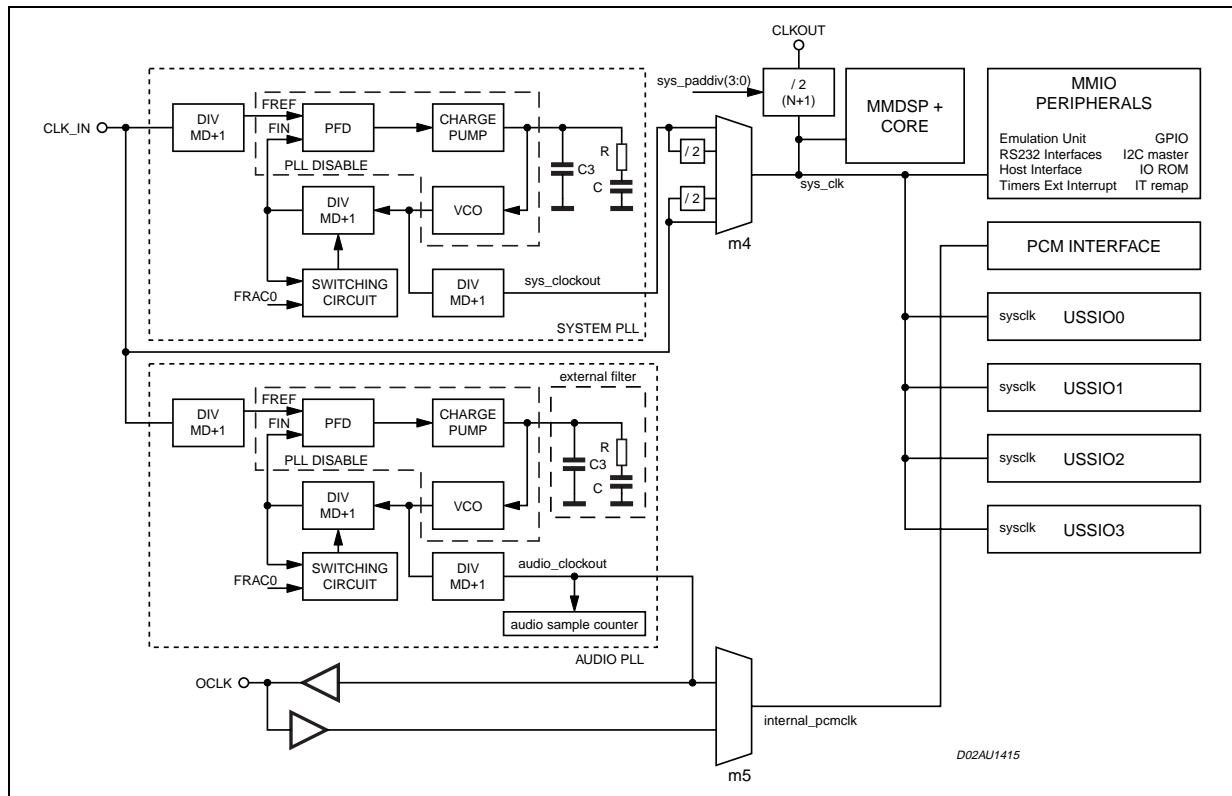 CLKOUT
sys_paddiv(3:0)
/ 2
(N+1)
MMDSP +
CORE
MMIO
PERIPHERALS
Emulation Unit GPIO
RS232 Interfaces I2C master
Host Interface IO ROM
Timers Ext Interrupt IT remap
CLK_IN
DIV
MD+1
FREF
FIN
PFD
CHARGE
PUMP
PLL DISABLE
C3
R
C
DIV
MD+1
VCO
SWITCHING
CIRCUIT
FRAC0
DIV
MD+1
sys_clockout
SYSTEM PLL
/ 2
/ 2
m4
sys_clk
PCM INTERFACE
sysclk USSIO0
sysclk USSIO1
sysclk USSIO2
sysclk USSIO3
external filter
DIV
MD+1
FREF
FIN
PFD
CHARGE
PUMP
PLL DISABLE
C3
R
C
DIV
MD+1
VCO
SWITCHING
CIRCUIT
FRAC0
DIV
MD+1
audio_clockout
audio sample counter
AUDIO PLL
OCLK
internal_pcmclk
m5
D02AU1415